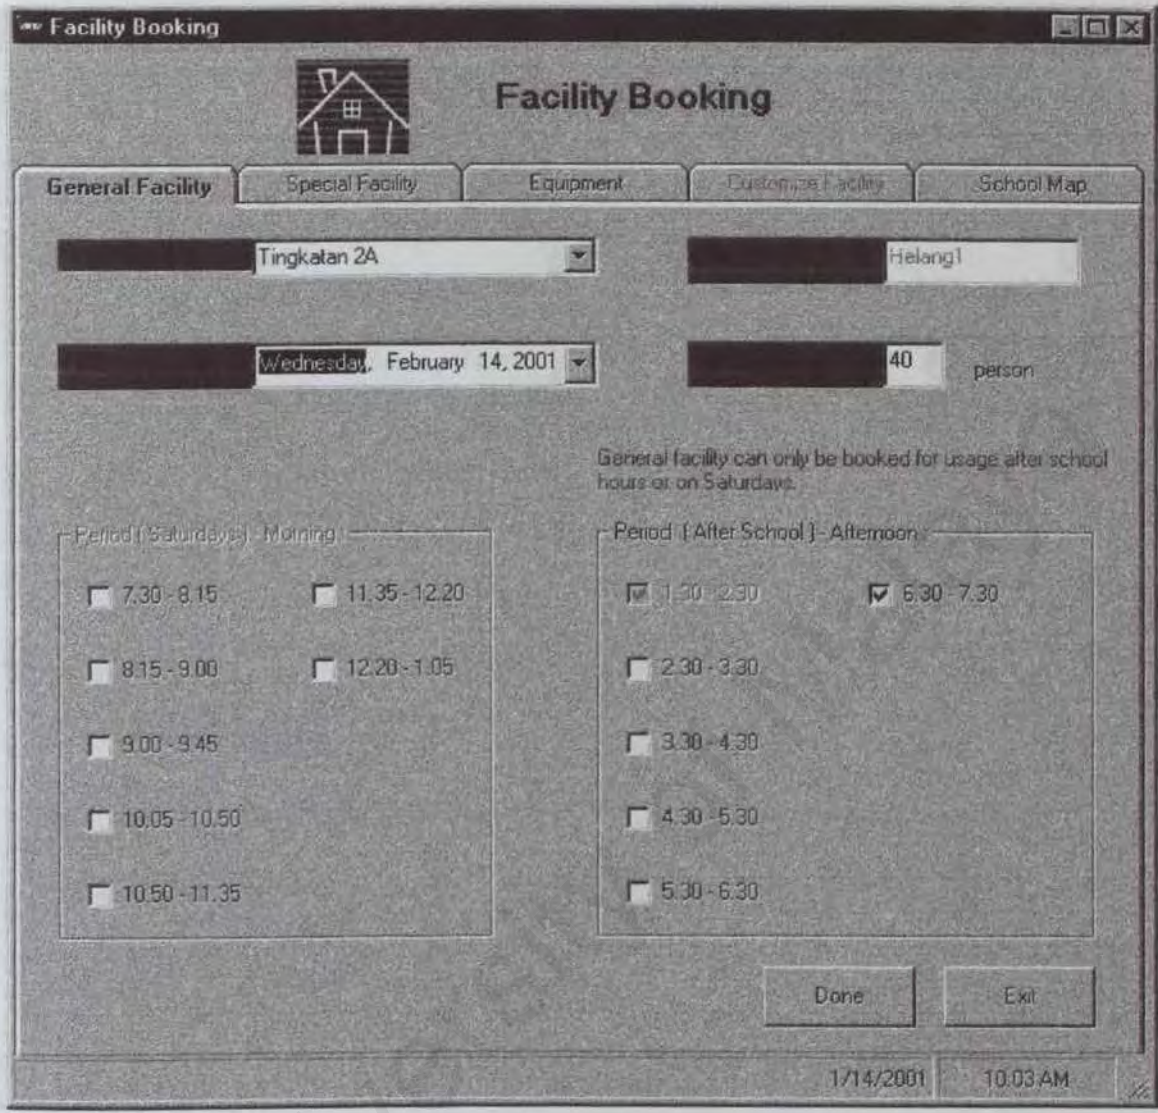 Facility Booking
Facility Booking
General Facility Special Facility Equipment Customize Facility School Map
Tingkatan 2A Helang1
Wednesday, February 14, 2001 40 person
General facility can only be booked for usage after school
hours or on Saturdays.
Period [ Saturdays ] - Morning :
7.30 - 8.15 11.35 - 12.20
8.15 - 9.00 12.20 - 1.05
9.00 - 9.45
10.05 - 10.50
10.50 - 11.35
Period [ After School ] - Afternoon :
1.30 - 2.30 6.30 - 7.30
2.30 - 3.30
3.30 - 4.30
4.30 - 5.30
5.30 - 6.30
Done Exit
1/14/2001 10:03 AM